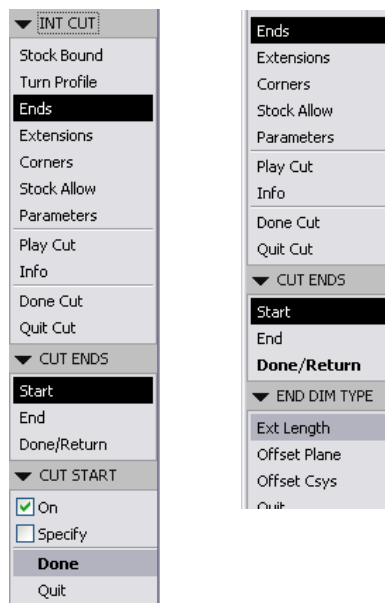 INT CUT
Stock Bound
Turn Profile
Ends
Extensions
Corners
Stock Allow
Parameters
Play Cut
Info
Done Cut
Quit Cut
CUT ENDS
Start
End
Done/Return
CUT START
On
Specify
Done
Quit
Ends
Extensions
Corners
Stock Allow
Parameters
Play Cut
Info
Done Cut
Quit Cut
CUT ENDS
Start
End
Done/Return
END DIM TYPE
Ext Length
Offset Plane
Offset Csys
Quit